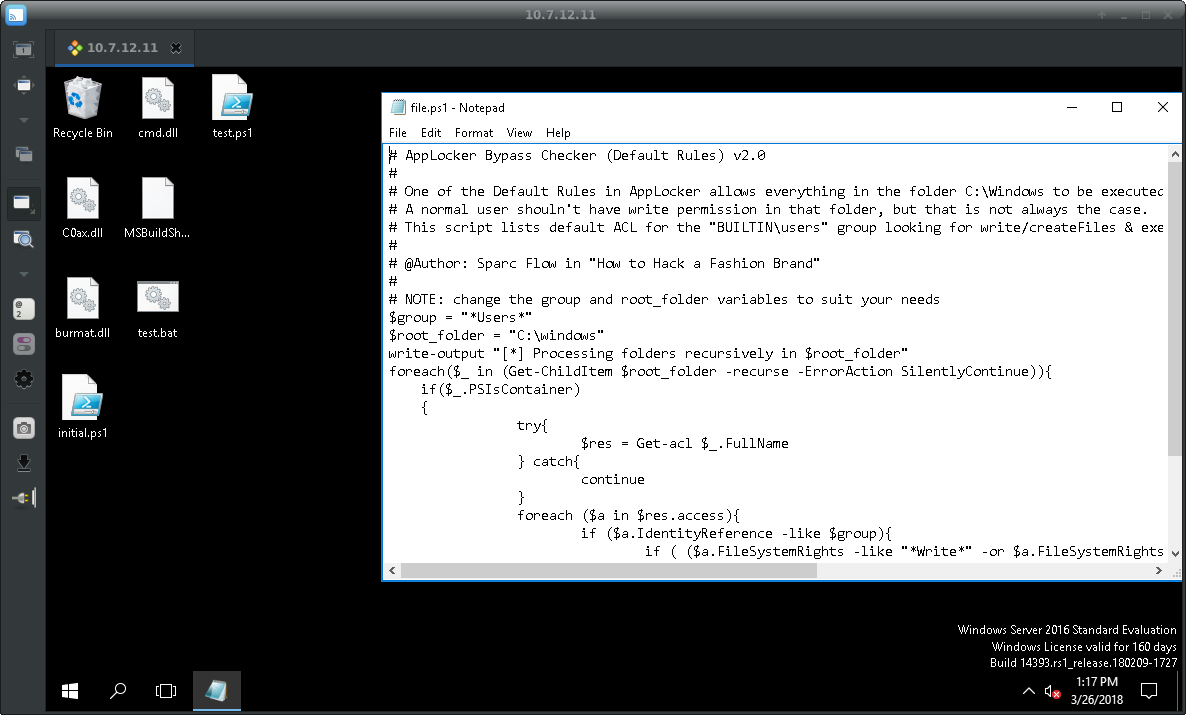 10.7.12.11
10.7.12.11
Recycle Bin
cmd.dll
test.ps1
C0ax.dll
MSBuildSh...
burmat.dll
test.bat
initial.ps1
file.ps1 - Notepad
File Edit Format View Help
# AppLocker Bypass Checker (Default Rules) v2.0
#
# One of the Default Rules in AppLocker allows everything in the folder C:\Windows to be executed
# A normal user shouln't have write permission in that folder, but that is not always the case.
# This script lists default ACL for the "BUILTIN\users" group looking for write/createFiles & exe
#
# @Author: Sparc Flow in "How to Hack a Fashion Brand"
#
# NOTE: change the group and root_folder variables to suit your needs
$group = "*Users*"
$root_folder = "C:\windows"
write-output "[*] Processing folders recursively in $root_folder"
foreach($_ in (Get-ChildItem $root_folder -recurse -ErrorAction SilentlyContinue)){
if($_.PSIsContainer)
{
try{
$res = Get-acl $_.FullName
} catch{
continue
}
foreach ($a in $res.access){
if ($a.IdentityReference -like $group){
if ( ($a.FileSystemRights -like "*Write*" -or $a.FileSystemRights
Windows Server 2016 Standard Evaluation
Windows License valid for 160 days
Build 14393.rs1_release.180209-1727
1:17 PM
3/26/2018